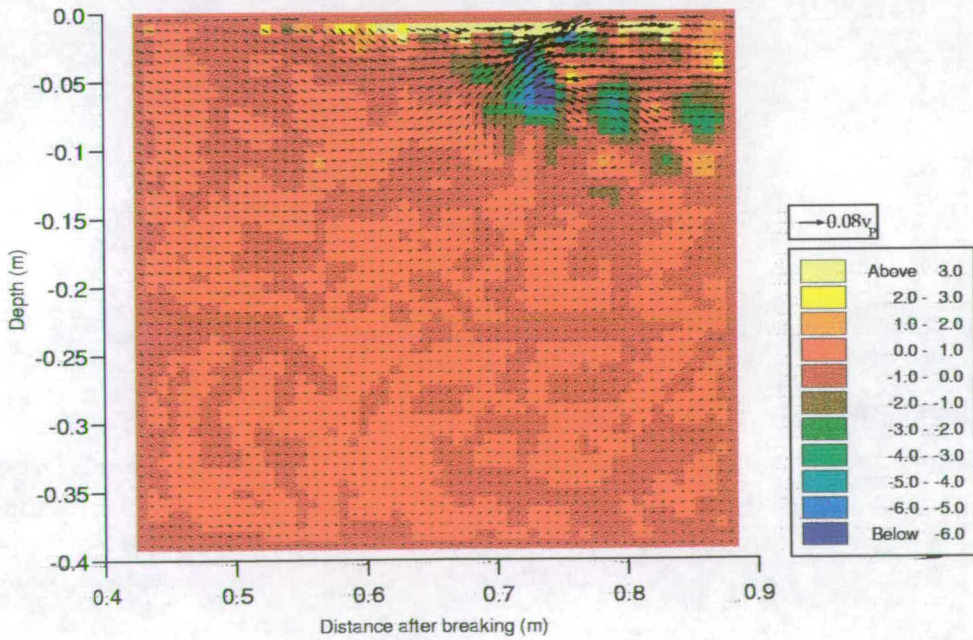 0.0
-0.05
-0.1
-0.15
-0.2
-0.25
-0.3
-0.35
-0.4
Depth (m)
0.4 0.5 0.6 0.7 0.8 0.9
Distance after breaking (m)
0.08vP
Above 3.0
2.0 - 3.0
1.0 - 2.0
0.0 - 1.0
-1.0 - 0.0
-2.0 - -1.0
-3.0 - -2.0
-4.0 - -3.0
-5.0 - -4.0
-6.0 - -5.0
Below -6.0